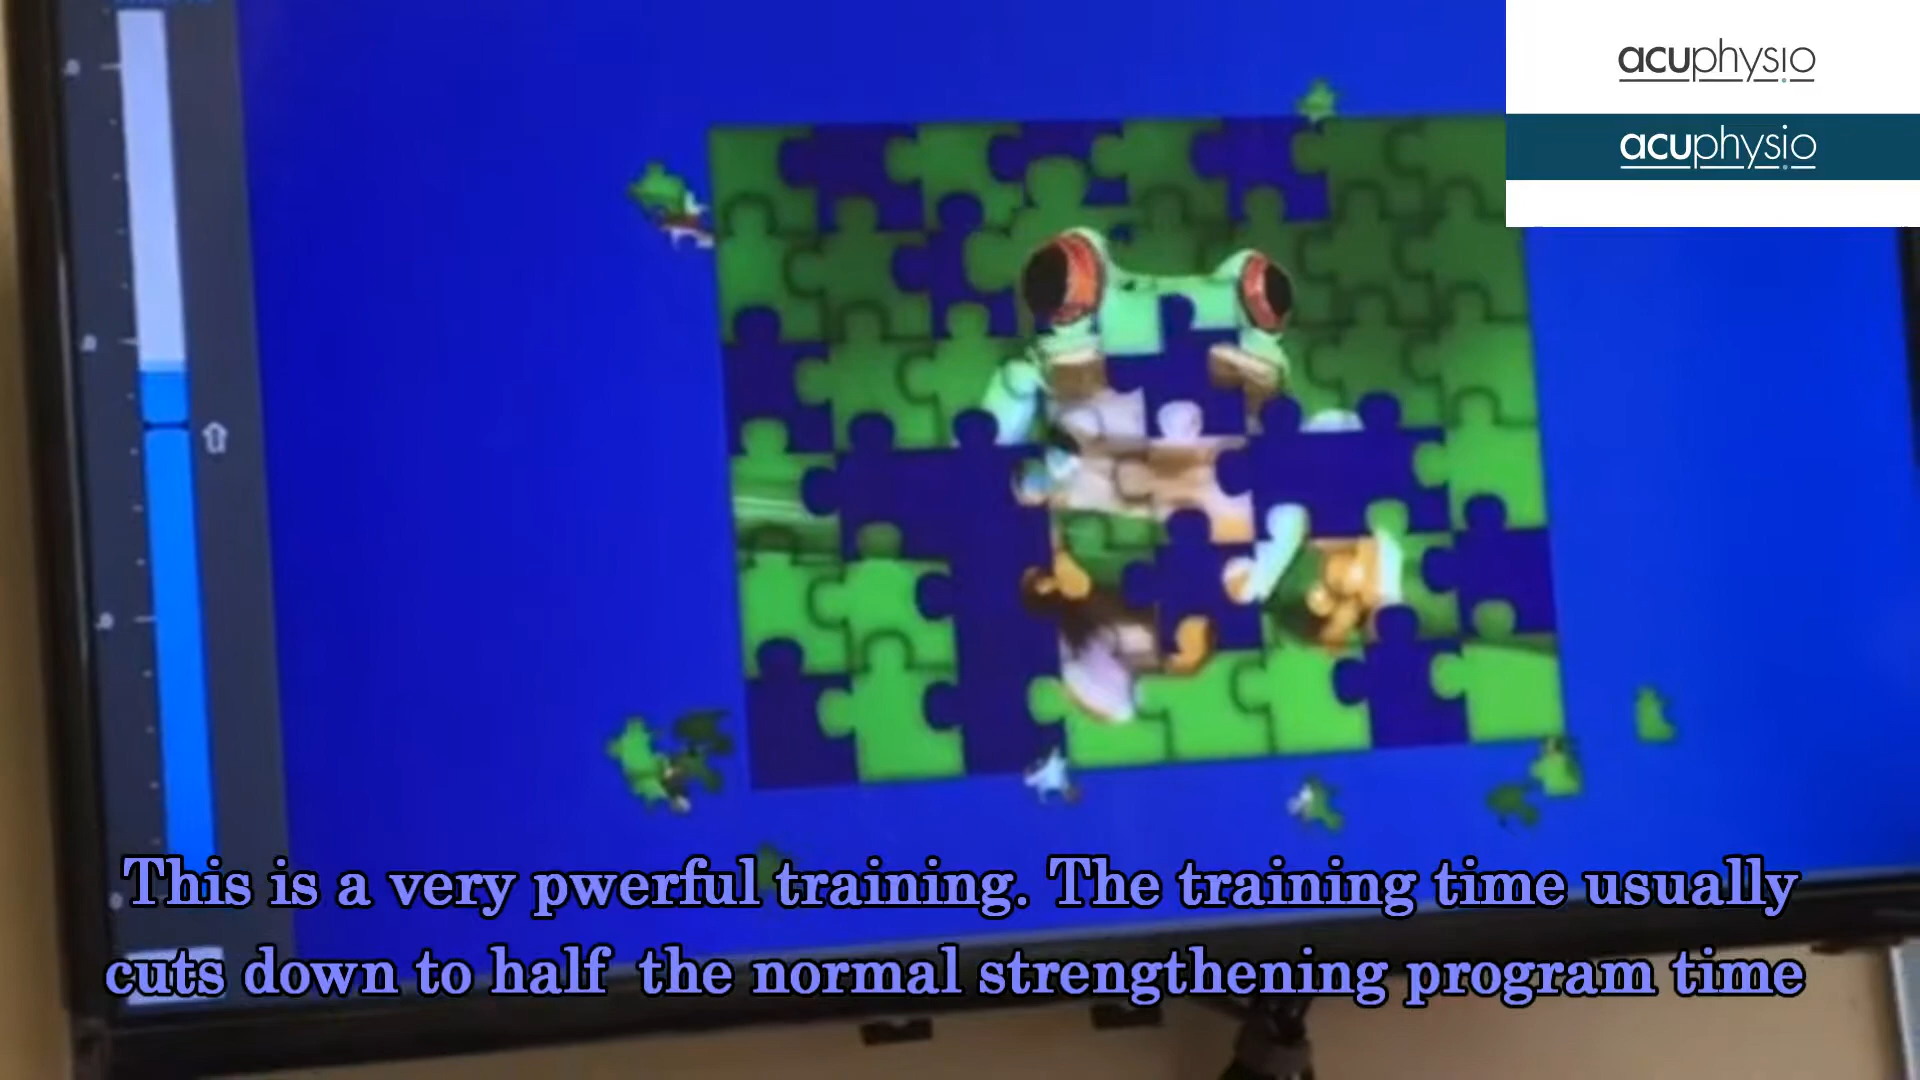 acuphysio
acuphysio
This is a very pwerful training. The training time usually
cuts down to half the normal strengthening program time